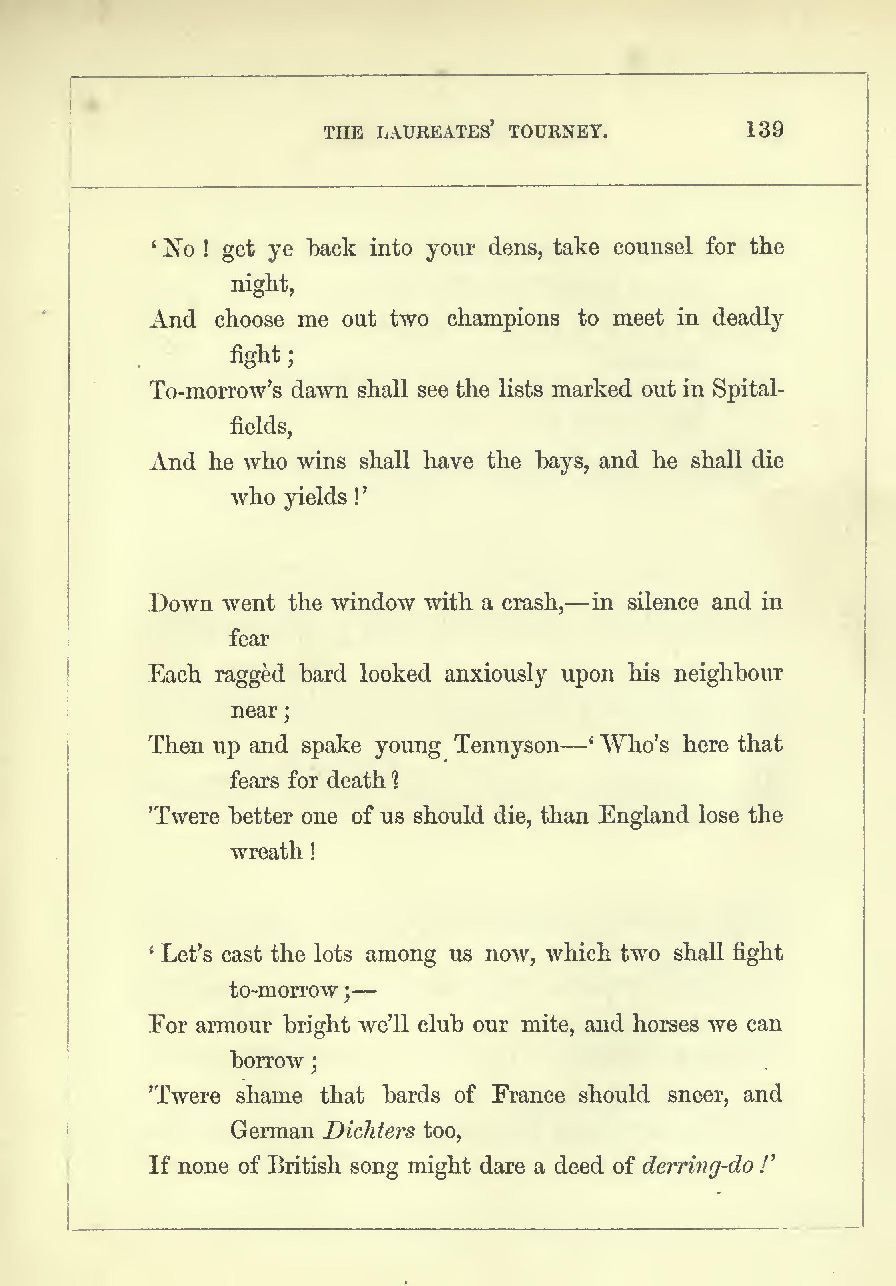 THE LAUREATES' TOURNEY. 139
‘ No ! get ye back into your dens, take counsel for the
night,
And choose me out two champions to meet in deadly
fight ;
To-morrow’s dawn shall see the lists marked out in Spital-
fields,
And he who wins shall have the bays, and he shall die
who yields !’
Down went the window with a crash,—in silence and in
fear
Each raggèd bard looked anxiously upon his neighbour
near ;
Then up and spake young Tennyson—‘ Who’s here that
fears for death ?
’Twere better one of us should die, than England lose the
wreath !
‘ Let’s cast the lots among us now, which two shall fight
to-morrow ;—
For armour bright we’ll club our mite, and horses we can
borrow ;
’Twere shame that bards of France should sneer, and
German Dichters too,
If none of British song might dare a deed of derring-do !’